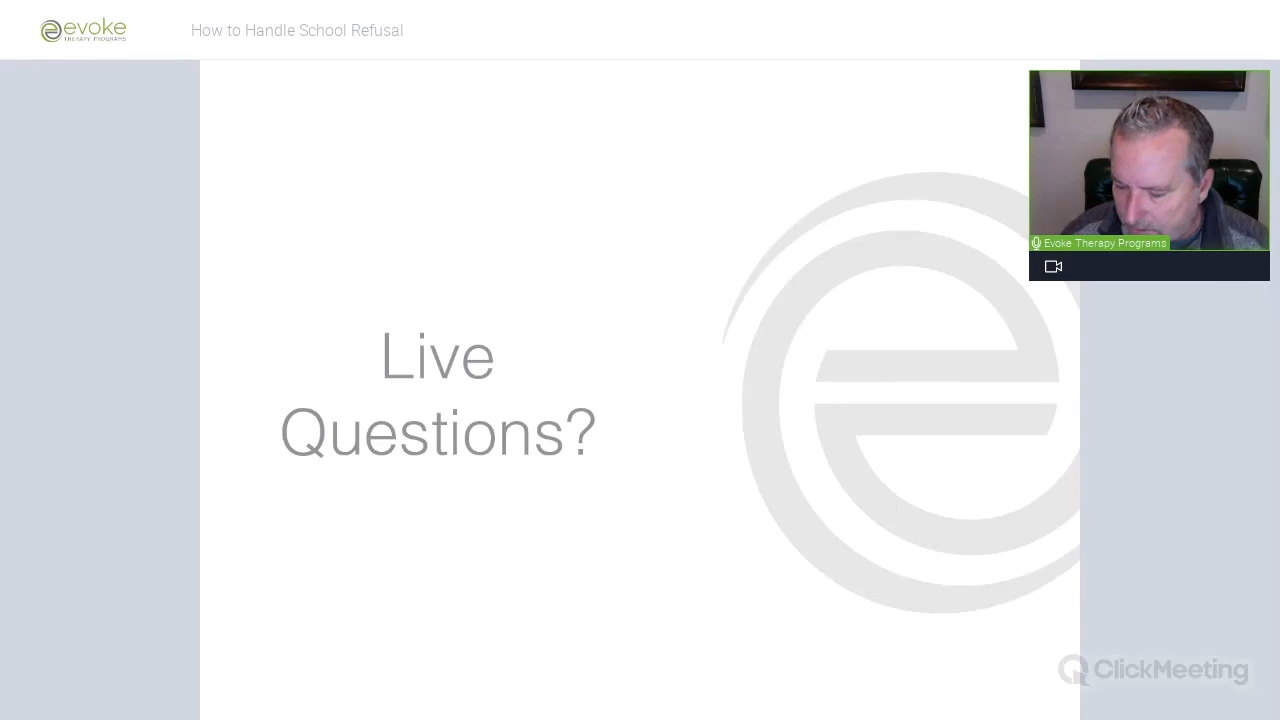 evoke
THERAPY PROGRAMS
How to Handle School Refusal
Evoke Therapy Programs
Live
Questions?
ClickMeeting